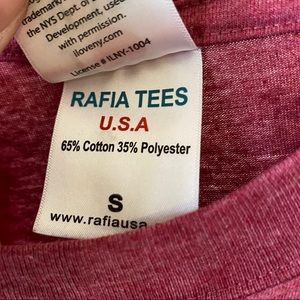 trademark
the NYS Dept. of
Development, used
with permission.
iloveny.com
License # ILNY-1004
RAFIA TEES
U.S.A
65% Cotton 35% Polyester
S
www.rafiausa